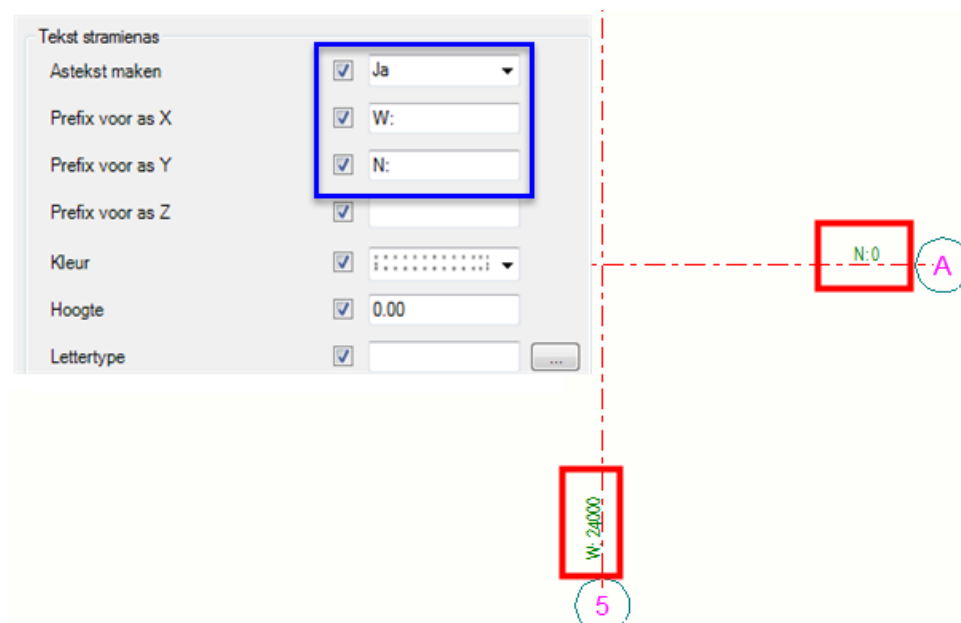 Tekst stramienas
Astekst maken Ja
Prefix voor as X W:
Prefix voor as Y N:
Prefix voor as Z
Kleur
Hoogte 0.00
Lettertype ...
N: 0
A
W: 24000
5